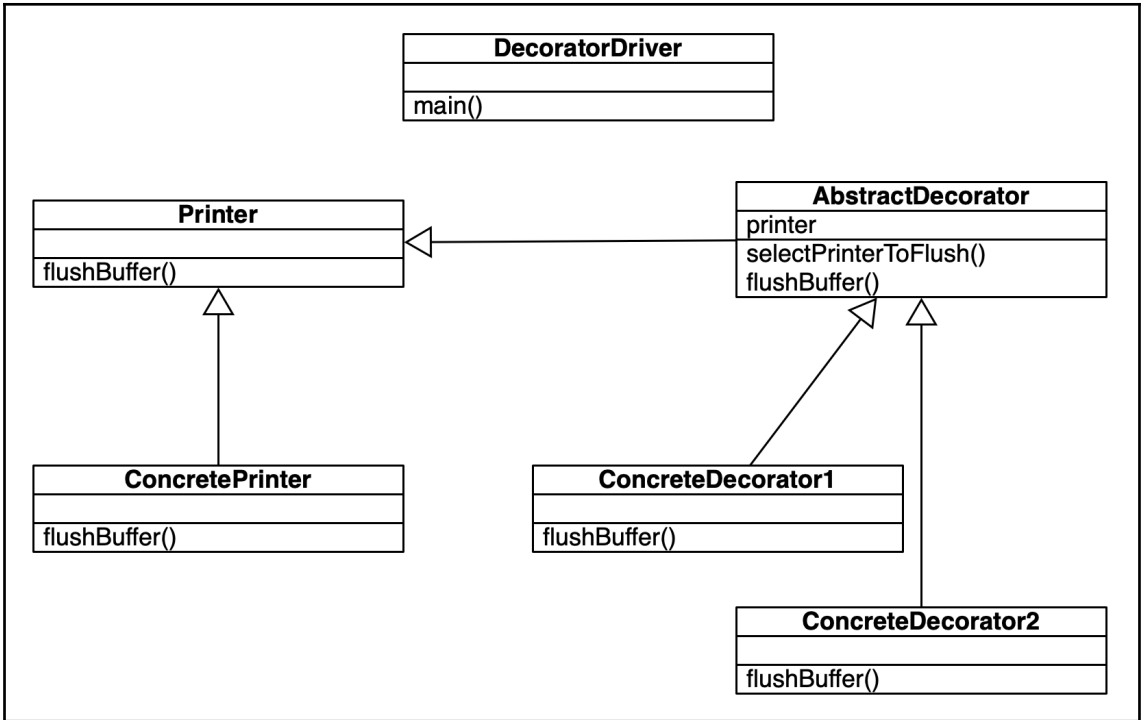 DecoratorDriver
main()
Printer
flushBuffer()
AbstractDecorator
printer
selectPrinterToFlush()
flushBuffer()
ConcretePrinter
flushBuffer()
ConcreteDecorator1
flushBuffer()
ConcreteDecorator2
flushBuffer()